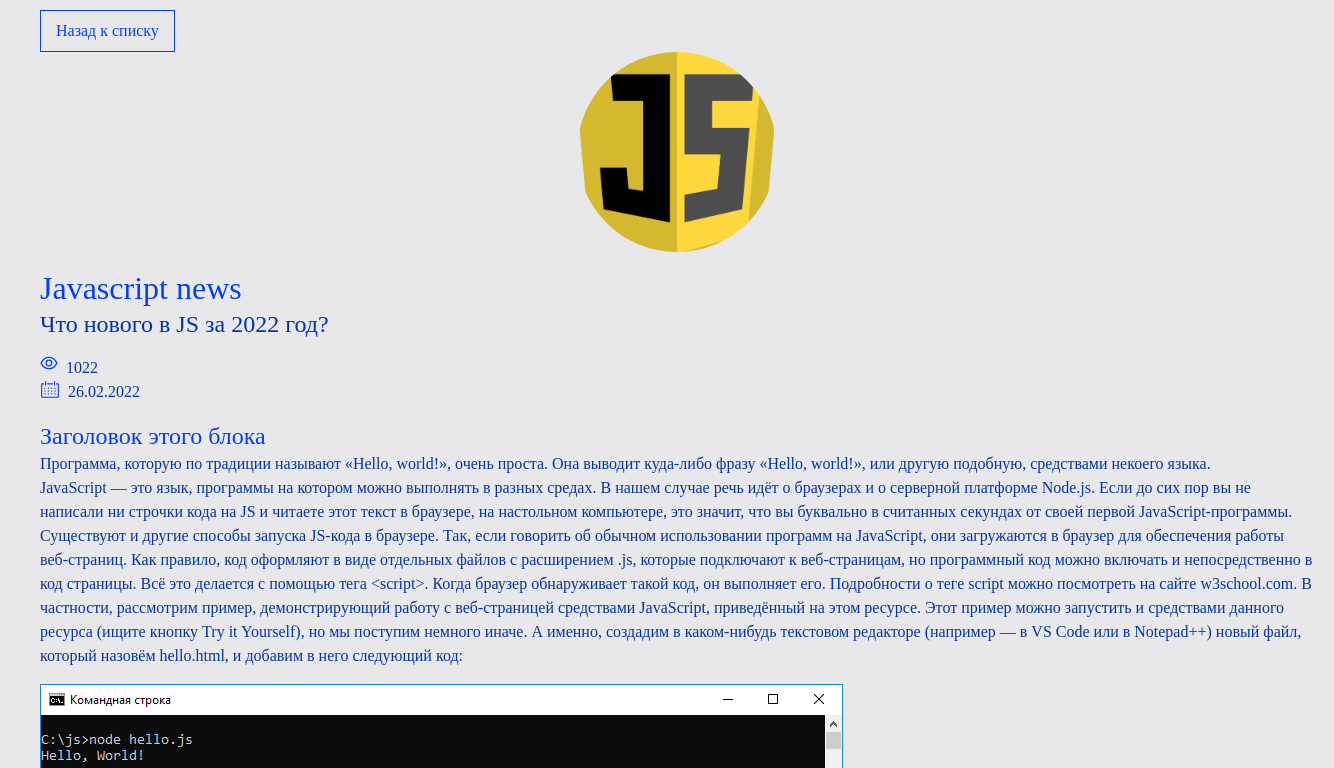 Назад к списку
JS
Javascript news
Что нового в JS за 2022 год?
1022
26.02.2022
Заголовок этого блока
Программа, которую по традиции называют «Hello, world!», очень проста. Она выводит куда-либо фразу «Hello, world!», или другую подобную, средствами некоего языка.
JavaScript — это язык, программы на котором можно выполнять в разных средах. В нашем случае речь идёт о браузерах и о серверной платформе Node.js. Если до сих пор вы не
написали ни строчки кода на JS и читаете этот текст в браузере, на настольном компьютере, это значит, что вы буквально в считанных секундах от своей первой JavaScript-программы.
Существуют и другие способы запуска JS-кода в браузере. Так, если говорить об обычном использовании программ на JavaScript, они загружаются в браузер для обеспечения работы
веб-страниц. Как правило, код оформляют в виде отдельных файлов с расширением .js, которые подключают к веб-страницам, но программный код можно включать и непосредственно в
код страницы. Всё это делается с помощью тега <script>. Когда браузер обнаруживает такой код, он выполняет его. Подробности о теге script можно посмотреть на сайте w3school.com. В
частности, рассмотрим пример, демонстрирующий работу с веб-страницей средствами JavaScript, приведённый на этом ресурсе. Этот пример можно запустить и средствами данного
ресурса (ищите кнопку Try it Yourself), но мы поступим немного иначе. А именно, создадим в каком-нибудь текстовом редакторе (например — в VS Code или в Notepad++) новый файл,
который назовём hello.html, и добавим в него следующий код:
C:\. Командная строка
C:\js>node hello.js
Hello, World!